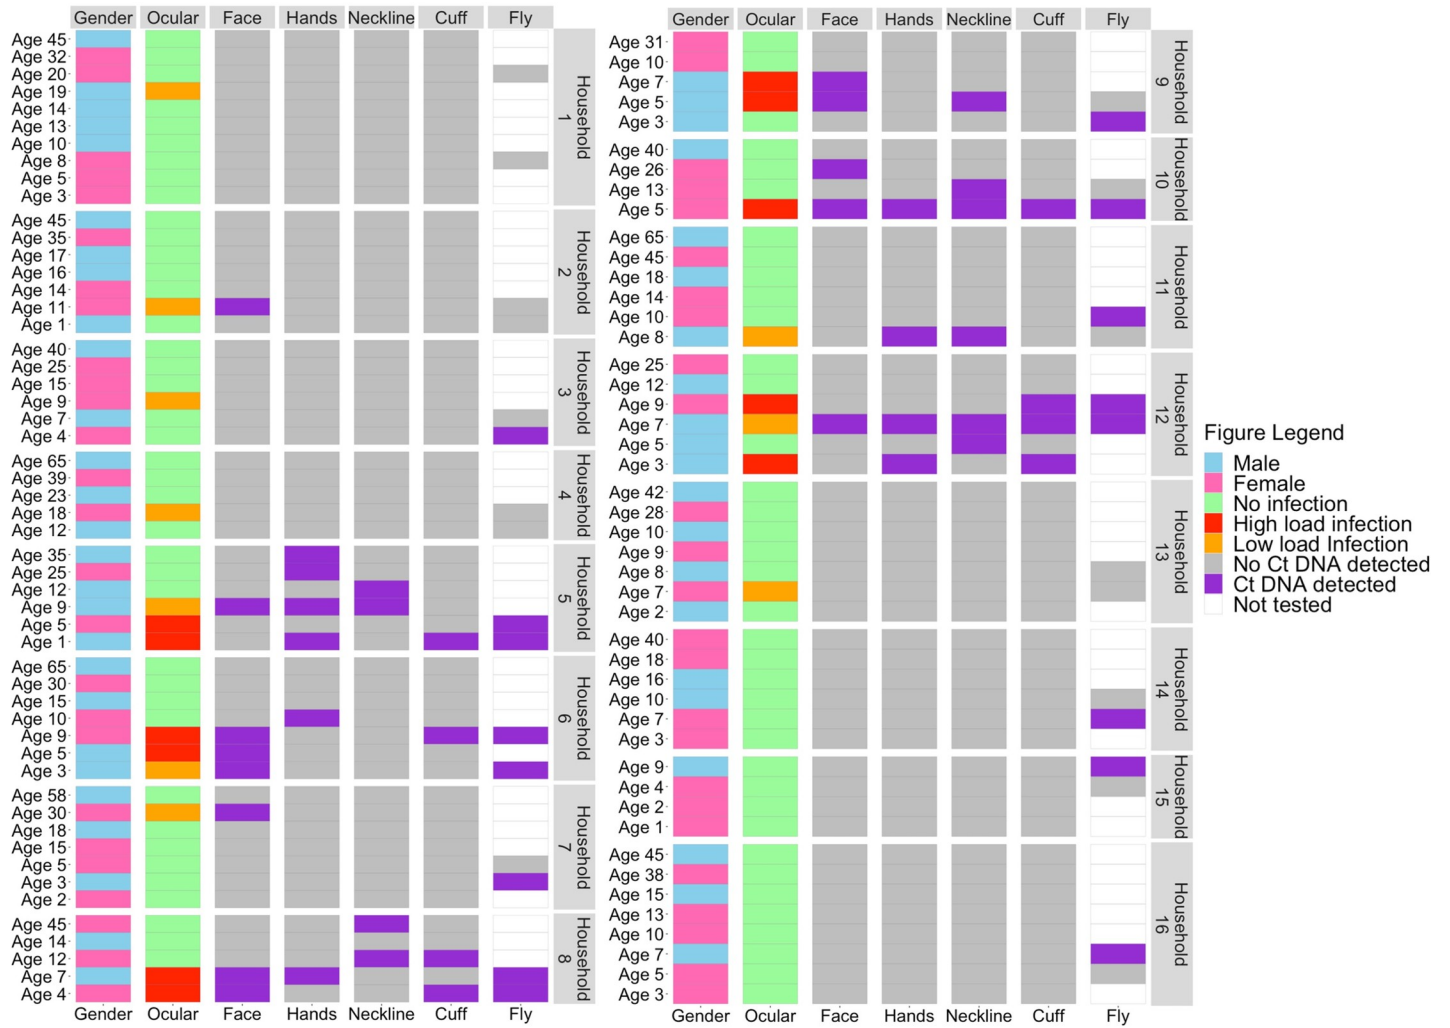 Gender Ocular Face Hands Neckline Cuff Fly
Age 45
Age 32
Age 20
Age 19
Age 14
Age 13
Age 10
Age 8
Age 5
Age 3
Household 1
Age 45
Age 35
Age 17
Age 16
Age 14
Age 11
Age 1
Household 2
Age 40
Age 25
Age 15
Age 9
Age 7
Age 4
Household 3
Age 65
Age 39
Age 23
Age 18
Age 12
Household 4
Age 35
Age 25
Age 12
Age 9
Age 5
Age 1
Household 5
Age 65
Age 30
Age 15
Age 10
Age 9
Age 5
Age 3
Household 6
Age 58
Age 30
Age 18
Age 15
Age 5
Age 3
Age 2
Household 7
Age 45
Age 14
Age 12
Age 7
Age 4
Household 8
Gender Ocular Face Hands Neckline Cuff Fly
Gender Ocular Face Hands Neckline Cuff Fly
Age 31
Age 10
Age 7
Age 5
Age 3
Household 9
Age 40
Age 26
Age 13
Age 5
Household 10
Age 65
Age 45
Age 18
Age 14
Age 10
Age 8
Household 11
Age 25
Age 12
Age 9
Age 7
Age 5
Age 3
Household 12
Age 42
Age 28
Age 10
Age 9
Age 8
Age 7
Age 2
Household 13
Age 40
Age 18
Age 16
Age 10
Age 7
Age 3
Household 14
Age 9
Age 4
Age 2
Age 1
Household 15
Age 45
Age 38
Age 15
Age 13
Age 10
Age 7
Age 5
Age 3
Household 16
Gender Ocular Face Hands Neckline Cuff Fly
Figure Legend
Male
Female
No infection
High load infection
Low load Infection
No Ct DNA detected
Ct DNA detected
Not tested